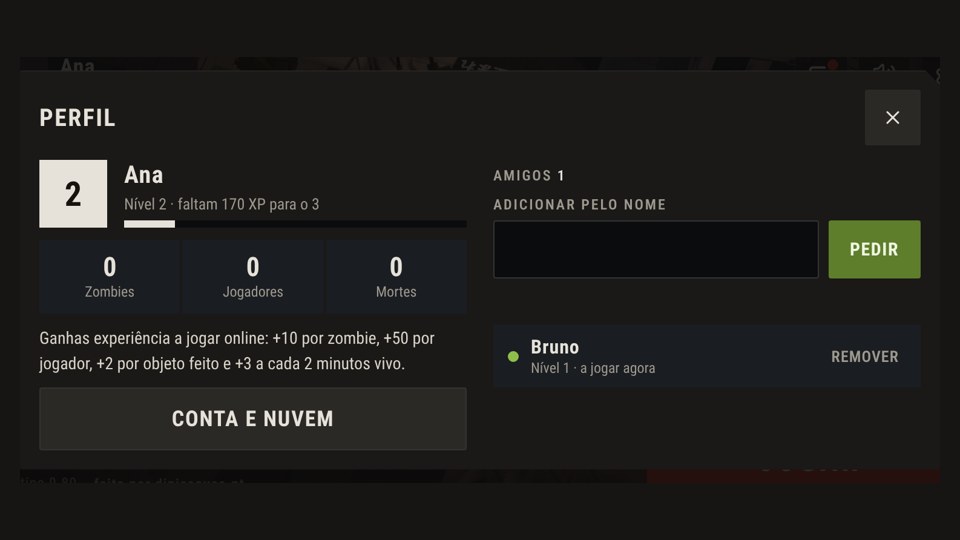 Ana
PERFIL
2
Ana
Nível 2 · faltam 170 XP para o 3
0
Zombies
0
Jogadores
0
Mortes
Ganhas experiência a jogar online: +10 por zombie, +50 por
jogador, +2 por objeto feito e +3 a cada 2 minutos vivo.
CONTA E NUVEM
AMIGOS 1
ADICIONAR PELO NOME
PEDIR
Bruno
Nível 1 · a jogar agora
REMOVER